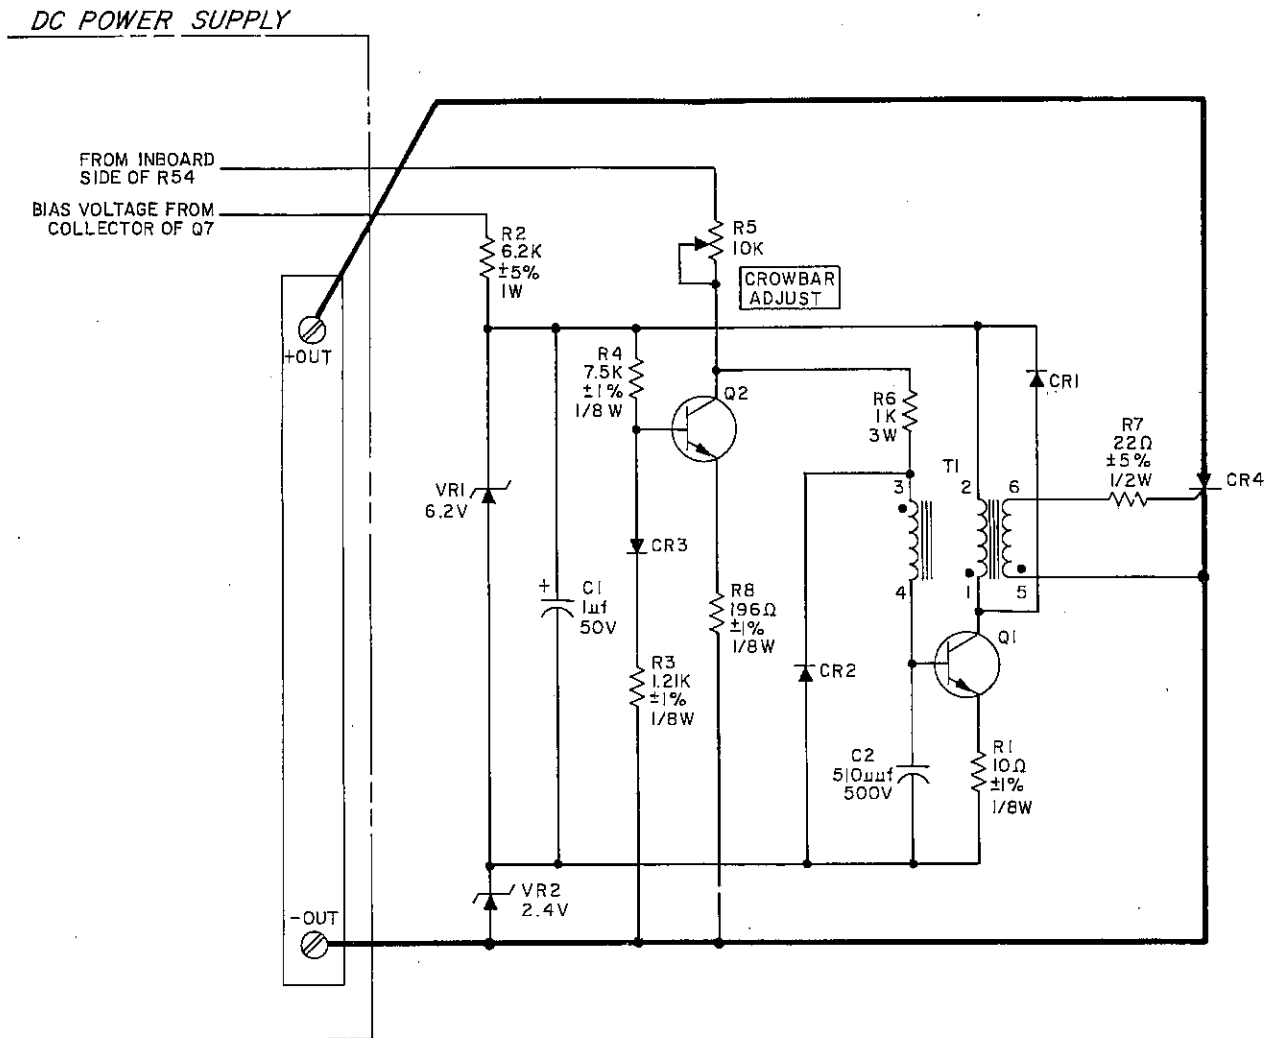 DC POWER SUPPLY
FROM INBOARD
SIDE OF R54
BIAS VOLTAGE FROM
COLLECTOR OF Q7
R2
6.2K
±5%
1W
R5
10K
CROWBAR
ADJUST
+OUT
R4
7.5K
±1%
1/8W
Q2
R6
1K
3W
CR1
R7
22Ω
±5%
1/2W
CR4
VR1
6.2V
T1
3
2
6
CR3
+
C1
1µf
50V
R8
196Ω
±1%
1/8W
4
1
5
Q1
R3
1.21K
±1%
1/8W
CR2
C2
510µµf
500V
R1
10Ω
±1%
1/8W
VR2
2.4V
-OUT